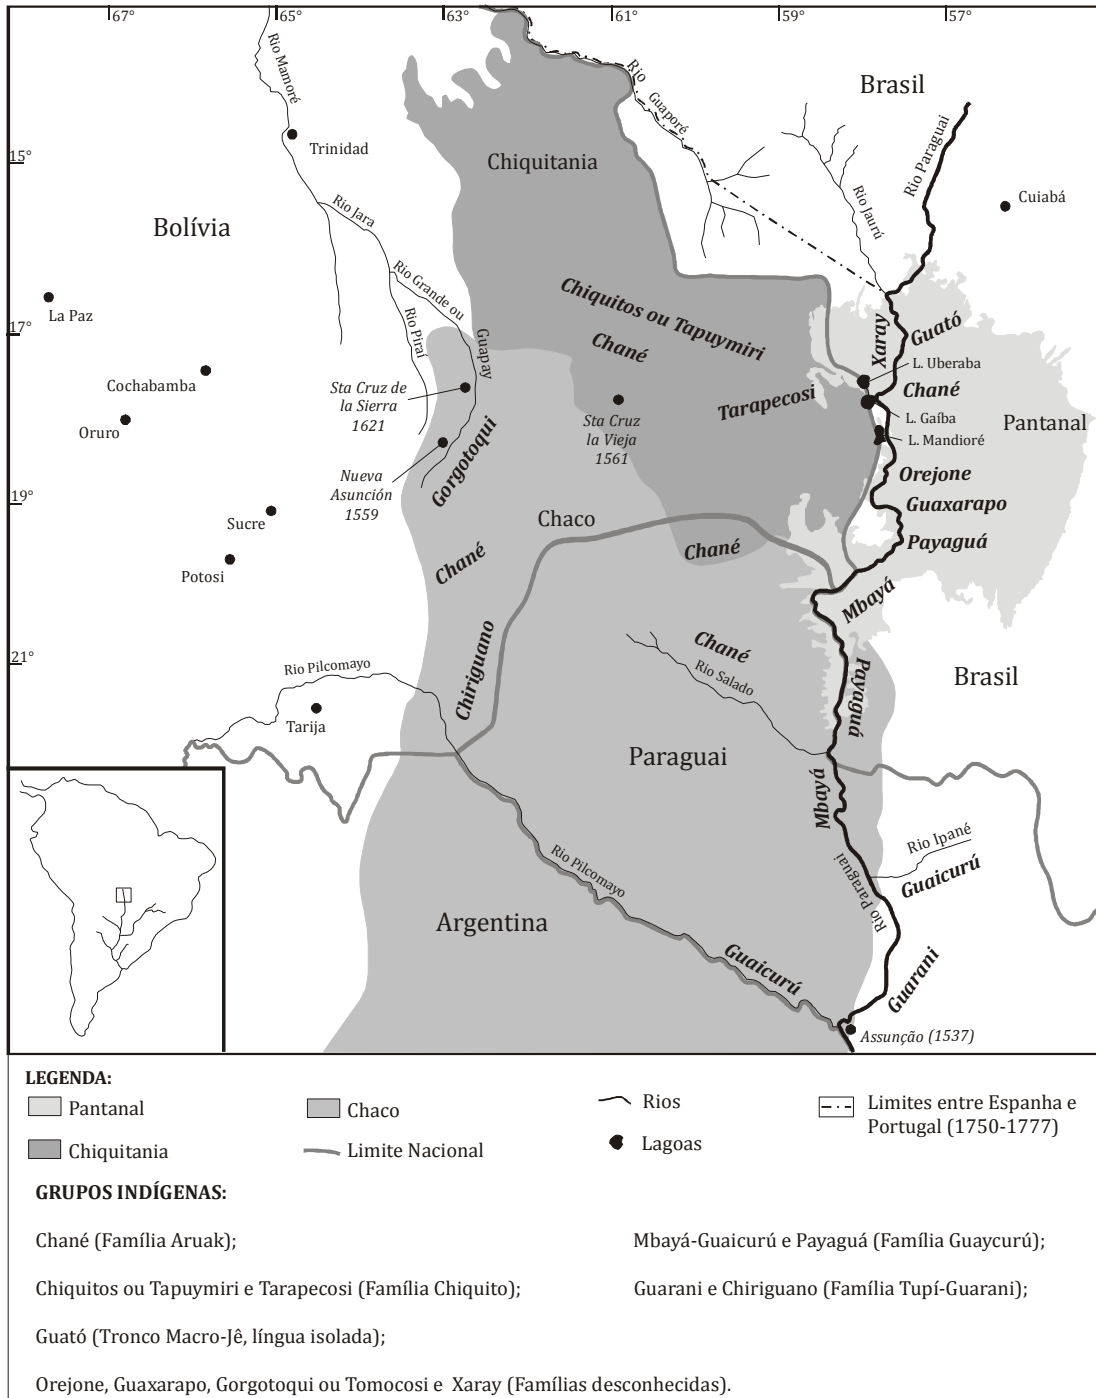 67°
65°
63°
61°
59°
57°
15°
17°
19°
21°
Rio Mamoré
Trinidad
Rio Jara
Bolívia
Rio Grande ou
Guapay
Rio Piraí
La Paz
Cochabamba
Oruro
Sucre
Potosi
Sta Cruz de
la Sierra
1621
Nueva
Asunción
1559
Gorgotoqui
Chiquitania
Rio
Guaporé
Brasil
Rio Paraguai
Rio Jaurú
Cuiabá
Chiquitos ou Tapuymiri
Chané
Tarapecosi
Sta Cruz
la Vieja
1561
Xaray
Guató
L. Uberaba
Chané
L. Gaíba
L. Mandioré
Pantanal
Orejone
Guaxarapo
Payaguá
Chaco
Chané
Chané
Mbayá
Chiriguano
Chané
Rio Salado
Payaguá
Brasil
Rio Pilcomayo
Tarija
Paraguai
Mbayá
Rio Pilcomayo
Rio Paraguai
Rio Ipané
Guaicurú
Argentina
Guaicurú
Guarani
Assunção (1537)
LEGENDA:
Pantanal
Chaco
Rios
Limites entre Espanha e
Portugal (1750-1777)
Chiquitania
Limite Nacional
Lagoas
GRUPOS INDÍGENAS:
Chané (Família Aruak);
Mbayá-Guaicurú e Payaguá (Família Guaycurú);
Chiquitos ou Tapuymiri e Tarapecosi (Família Chiquito);
Guarani e Chiriguano (Família Tupí-Guarani);
Guató (Tronco Macro-Jê, língua isolada);
Orejone, Guaxarapo, Gorgotoqui ou Tomocosi e Xaray (Famílias desconhecidas).